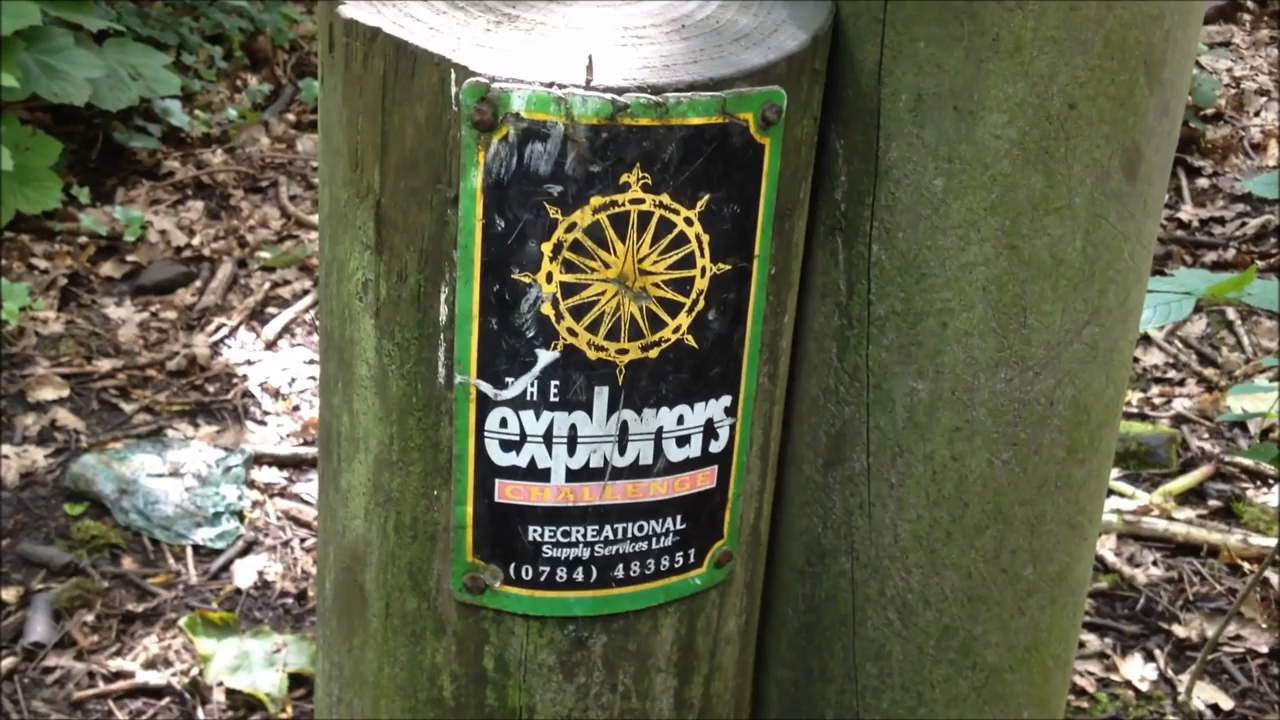 THE
explorers
CHALLENGE
RECREATIONAL
Supply Services Ltd
(0784) 483851